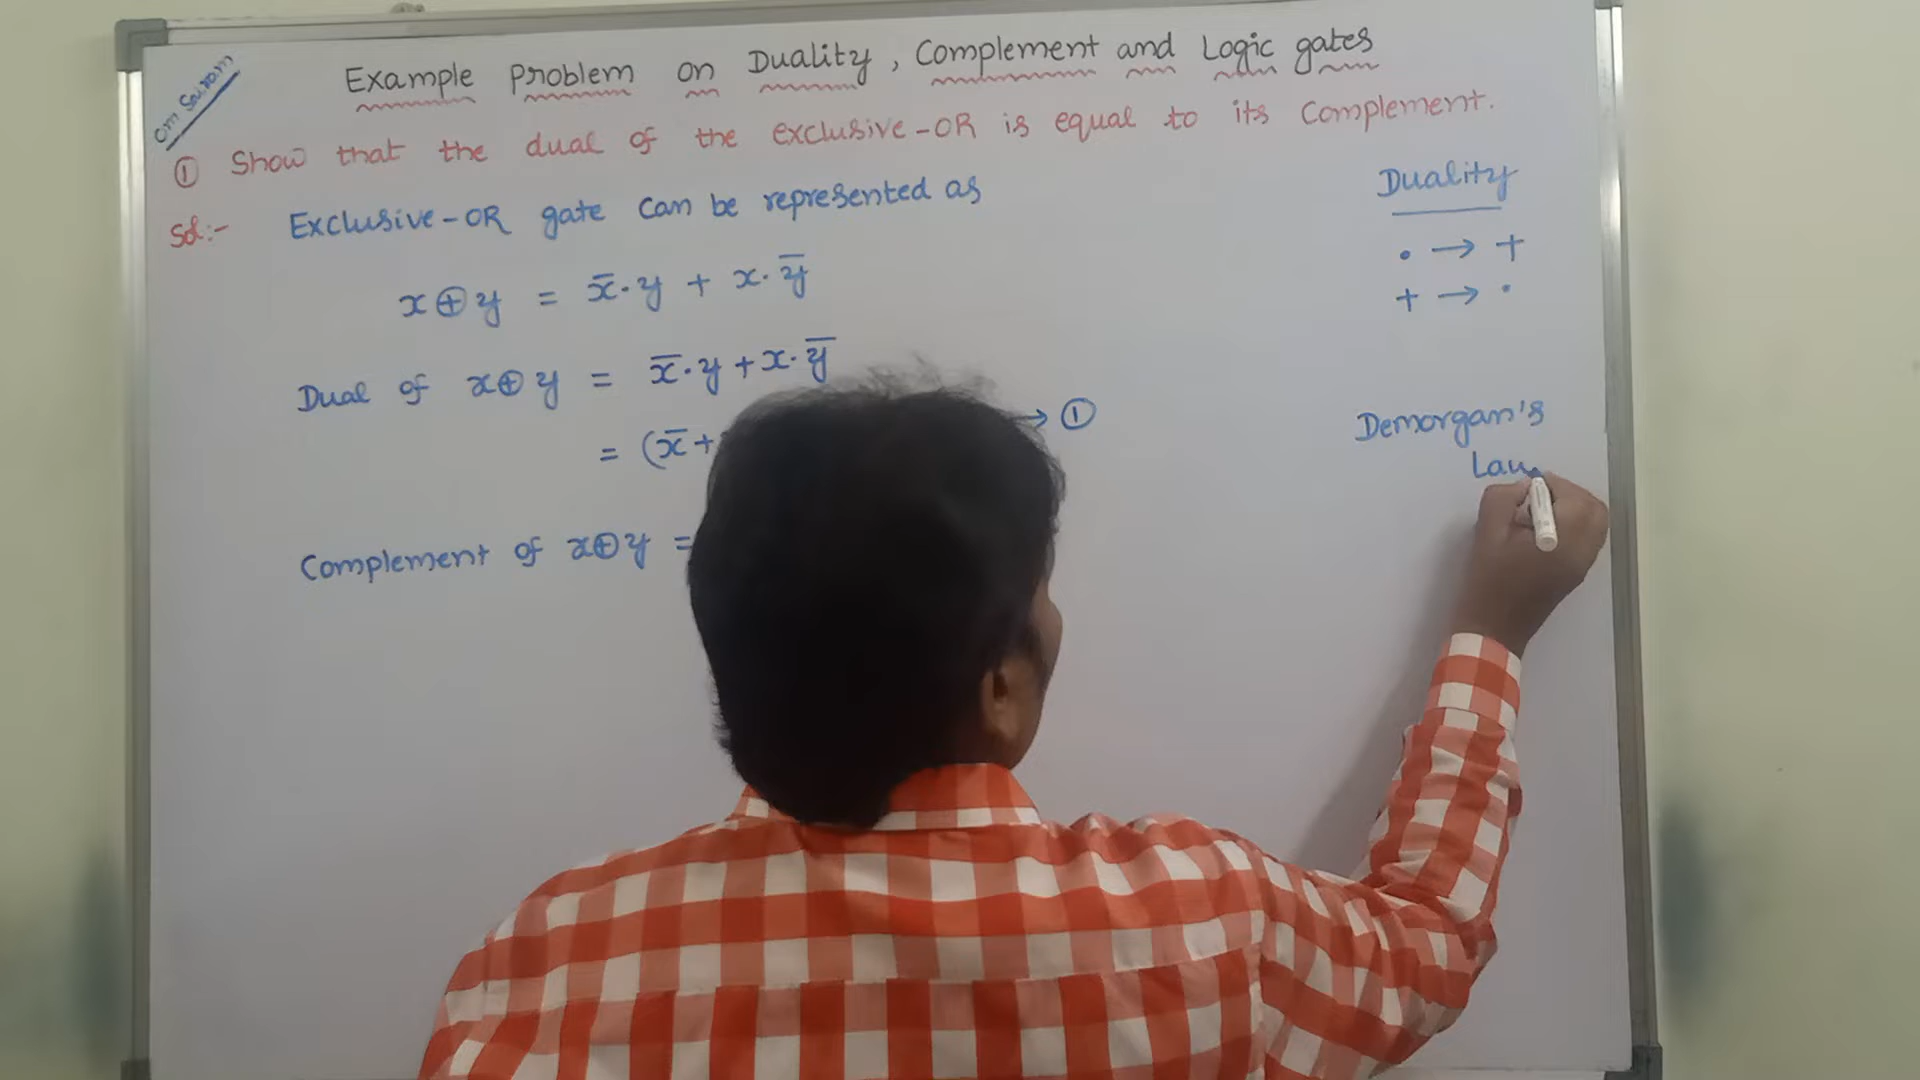 Om Sairam
Example Problem on Duality, Complement and Logic gates
① Show that the dual of the exclusive-OR is equal to its complement.
Sol:- Exclusive-OR gate can be represented as
x⊕y = x̅·y + x·y̅
Dual of x⊕y = x̅·y + x·y̅
= (x̅+ → ①
Complement of x⊕y =
Duality
· → +
+ → ·
Demorgan's
Law